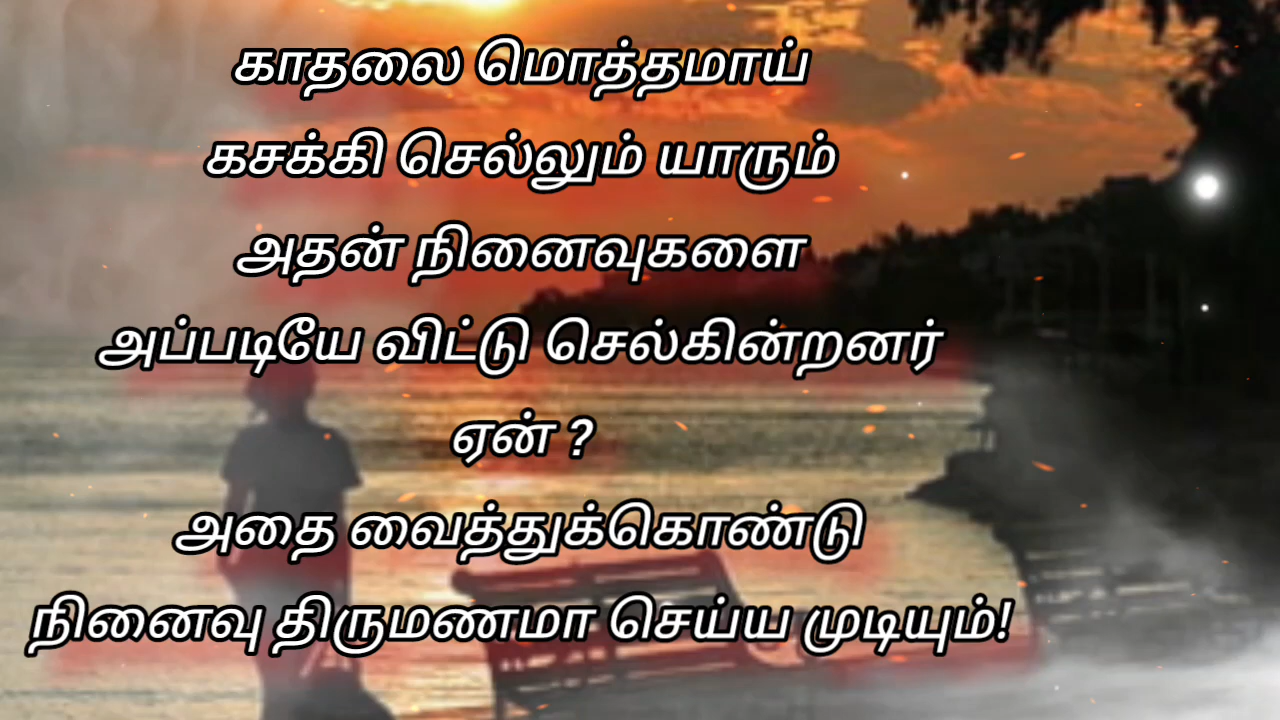 காதலை மொத்தமாய்
கசக்கி செல்லும் யாரும்
அதன் நினைவுகளை
அப்படியே விட்டு செல்கின்றனர்
ஏன் ?
அதை வைத்துக்கொண்டு
நினைவு திருமணமா செய்ய முடியும்!